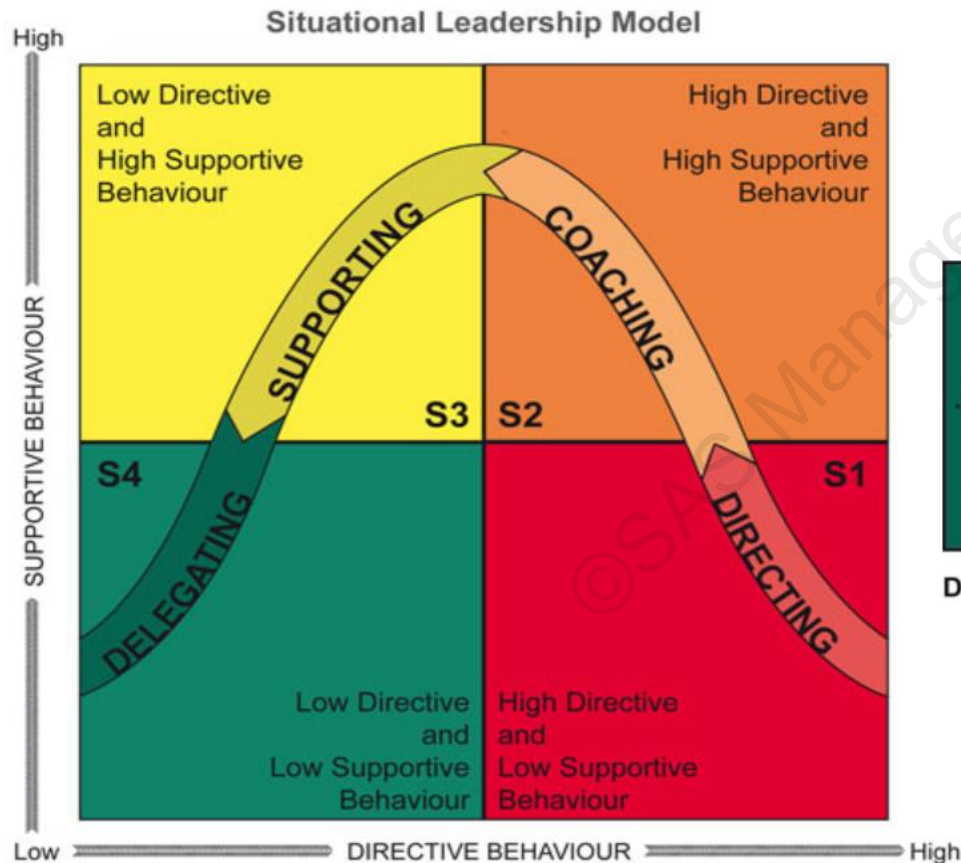 Situational Leadership Model
High
Low Directive
and
High Supportive
Behaviour
High Directive
and
High Supportive
Behaviour
SUPPORTING
COACHING
S3
S2
SUPPORTIVE BEHAVIOUR
S4
S1
DELEGATING
DIRECTING
Low Directive
and
Low Supportive
Behaviour
High Directive
and
Low Supportive
Behaviour
Low
DIRECTIVE BEHAVIOUR
High
©SAS Manage
D